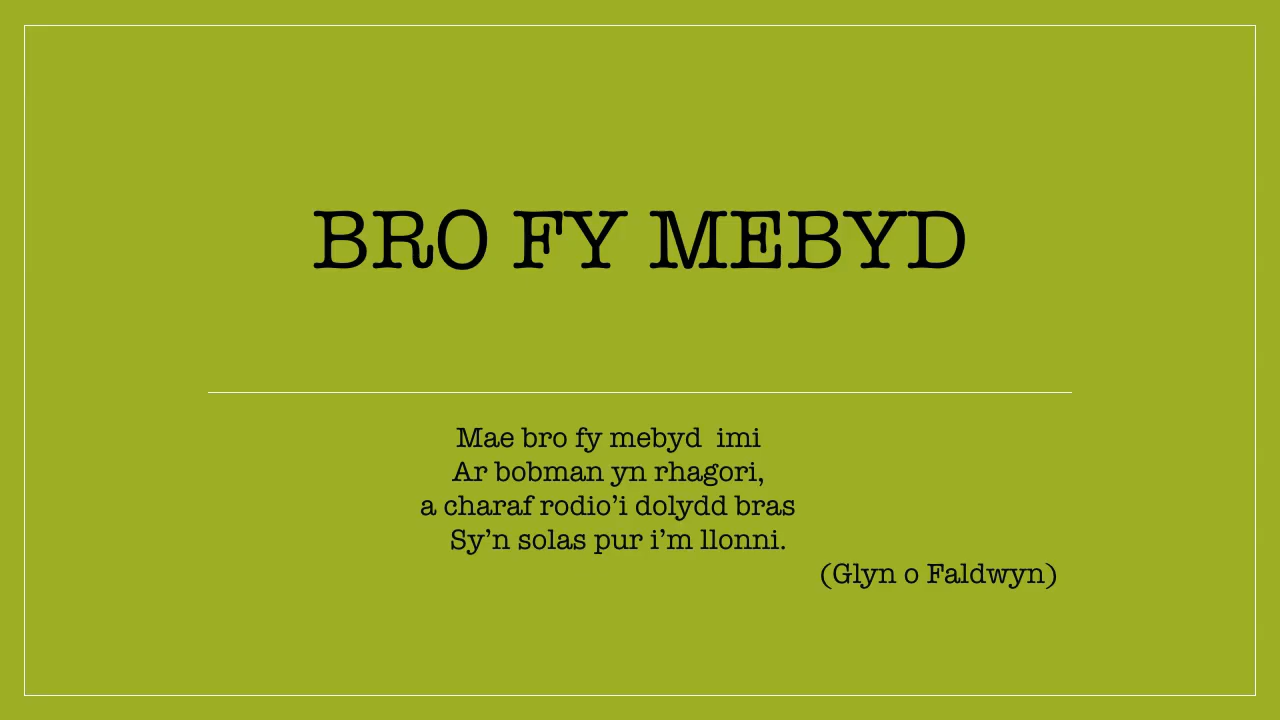 BRO FY MEBYD
Mae bro fy mebyd  imi
Ar bobman yn rhagori,
a charaf rodio’i dolydd bras
Sy’n solas pur i’m llonni.
(Glyn o Faldwyn)